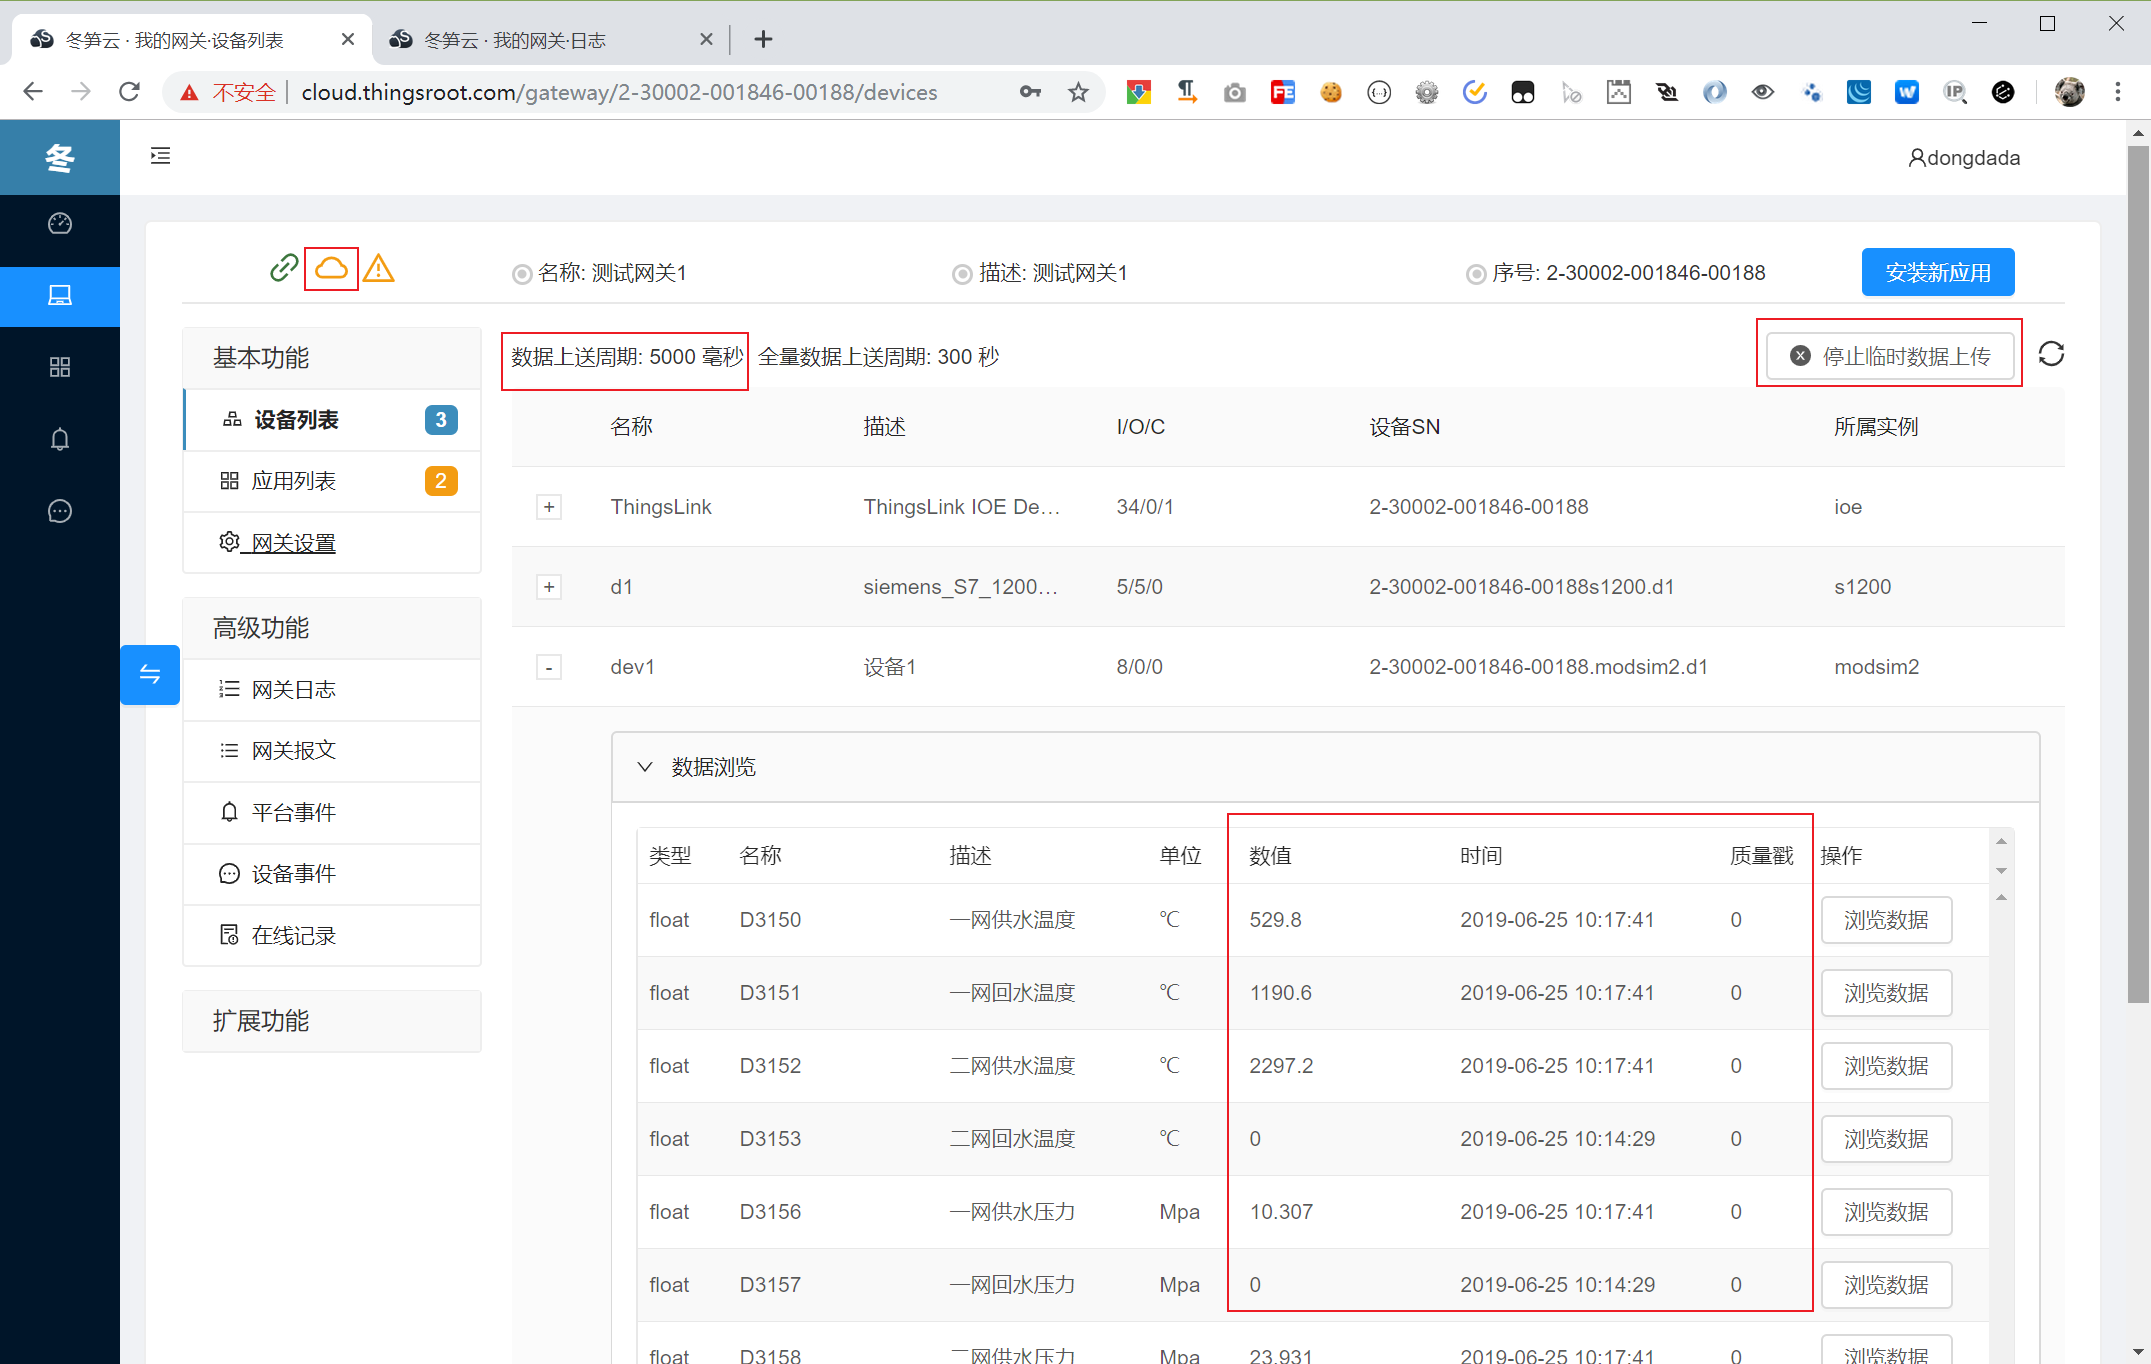 冬笋云 · 我的网关·设备列表
冬笋云 · 我的网关·日志
不安全
cloud.thingsroot.com/gateway/2-30002-001846-00188/devices
冬
dongdada
名称: 测试网关1
描述: 测试网关1
序号: 2-30002-001846-00188
安装新应用
基本功能
设备列表 3
应用列表 2
网关设置
高级功能
网关日志
网关报文
平台事件
设备事件
在线记录
扩展功能
数据上送周期: 5000 毫秒 全量数据上送周期: 300 秒
停止临时数据上传
名称 描述 I/O/C 设备SN 所属实例
+ ThingsLink ThingsLink IOE De… 34/0/1 2-30002-001846-00188 ioe
+ d1 siemens_S7_1200… 5/5/0 2-30002-001846-00188s1200.d1 s1200
- dev1 设备1 8/0/0 2-30002-001846-00188.modsim2.d1 modsim2
数据浏览
类型 名称 描述 单位 数值 时间 质量戳 操作
float D3150 一网供水温度 ℃ 529.8 2019-06-25 10:17:41 0 浏览数据
float D3151 一网回水温度 ℃ 1190.6 2019-06-25 10:17:41 0 浏览数据
float D3152 二网供水温度 ℃ 2297.2 2019-06-25 10:17:41 0 浏览数据
float D3153 二网回水温度 ℃ 0 2019-06-25 10:14:29 0 浏览数据
float D3156 一网供水压力 Mpa 10.307 2019-06-25 10:17:41 0 浏览数据
float D3157 一网回水压力 Mpa 0 2019-06-25 10:14:29 0 浏览数据
float D3158 二网供水压力 Mpa 23.931 2019-06-25 10:17:41 0 浏览数据